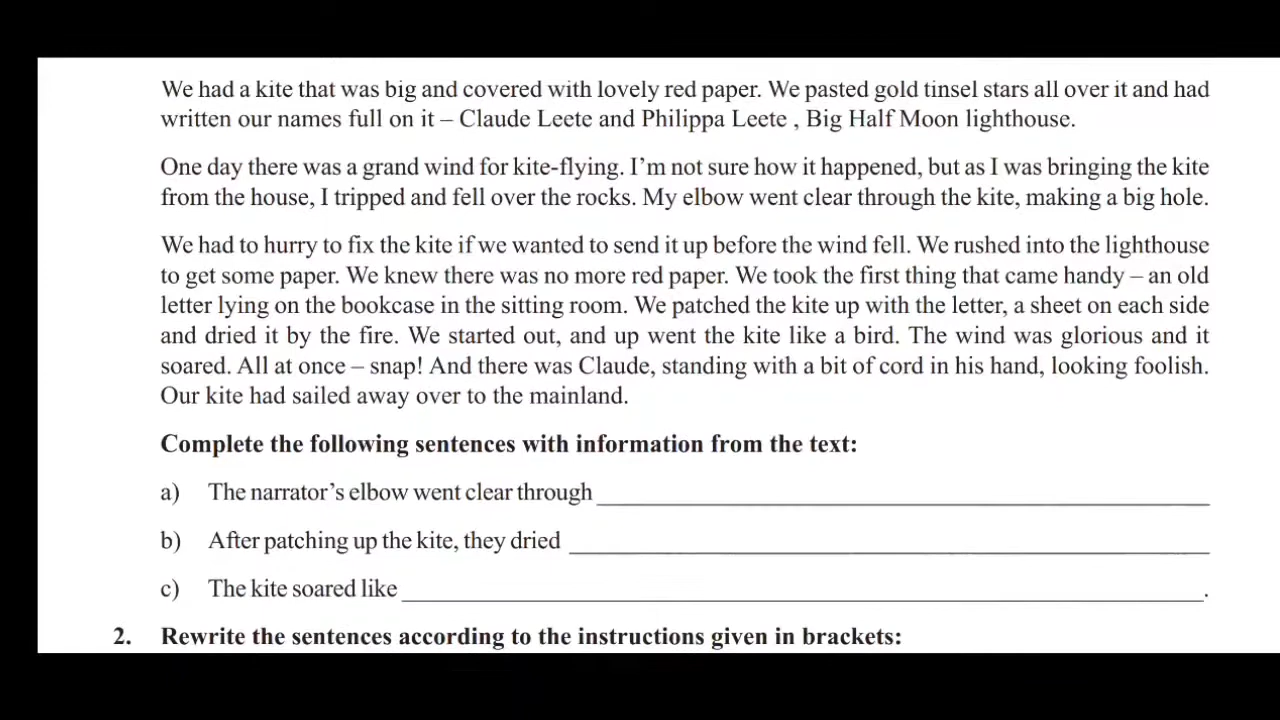 We had a kite that was big and covered with lovely red paper. We pasted gold tinsel stars all over it and had
written our names full on it – Claude Leete and Philippa Leete , Big Half Moon lighthouse.
One day there was a grand wind for kite-flying. I’m not sure how it happened, but as I was bringing the kite
from the house, I tripped and fell over the rocks. My elbow went clear through the kite, making a big hole.
We had to hurry to fix the kite if we wanted to send it up before the wind fell. We rushed into the lighthouse
to get some paper. We knew there was no more red paper. We took the first thing that came handy – an old
letter lying on the bookcase in the sitting room. We patched the kite up with the letter, a sheet on each side
and dried it by the fire. We started out, and up went the kite like a bird. The wind was glorious and it
soared. All at once – snap! And there was Claude, standing with a bit of cord in his hand, looking foolish.
Our kite had sailed away over to the mainland.
Complete the following sentences with information from the text:
a) The narrator’s elbow went clear through ____________________
b) After patching up the kite, they dried ____________________
c) The kite soared like ____________________.
2. Rewrite the sentences according to the instructions given in brackets: